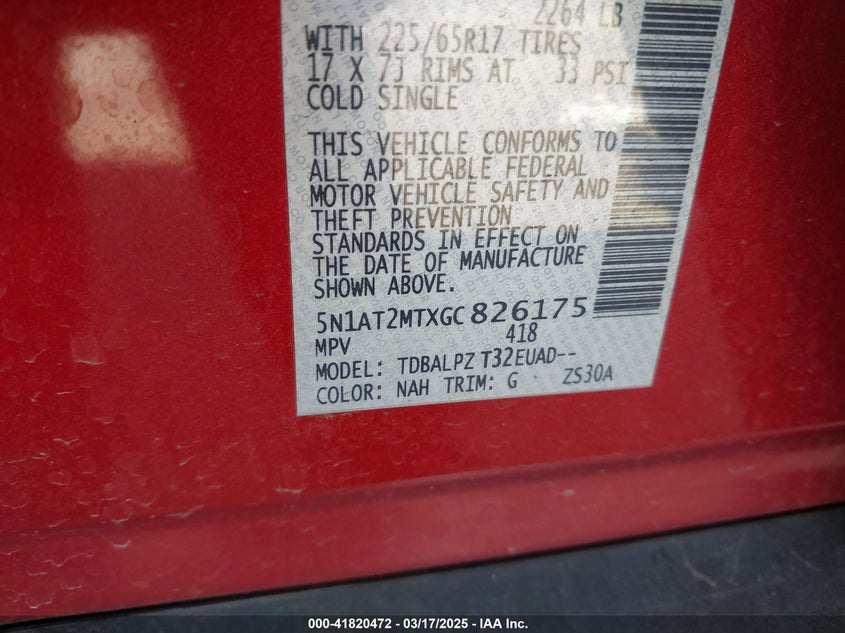 2264 LB
WITH 225/65R17 TIRES
17 X 7J RIMS AT 33 PSI
COLD SINGLE
THIS VEHICLE CONFORMS TO
ALL APPLICABLE FEDERAL
MOTOR VEHICLE SAFETY AND
THEFT PREVENTION
STANDARDS IN EFFECT ON
THE DATE OF MANUFACTURE
SHOWN ABOVE.
5N1AT2MTXGC826175
MPV 418
MODEL: TDBALPZ T32EUAD--
COLOR: NAH TRIM: G ZS30A
000-41820472 — 03/17/2025 — IAA Inc.